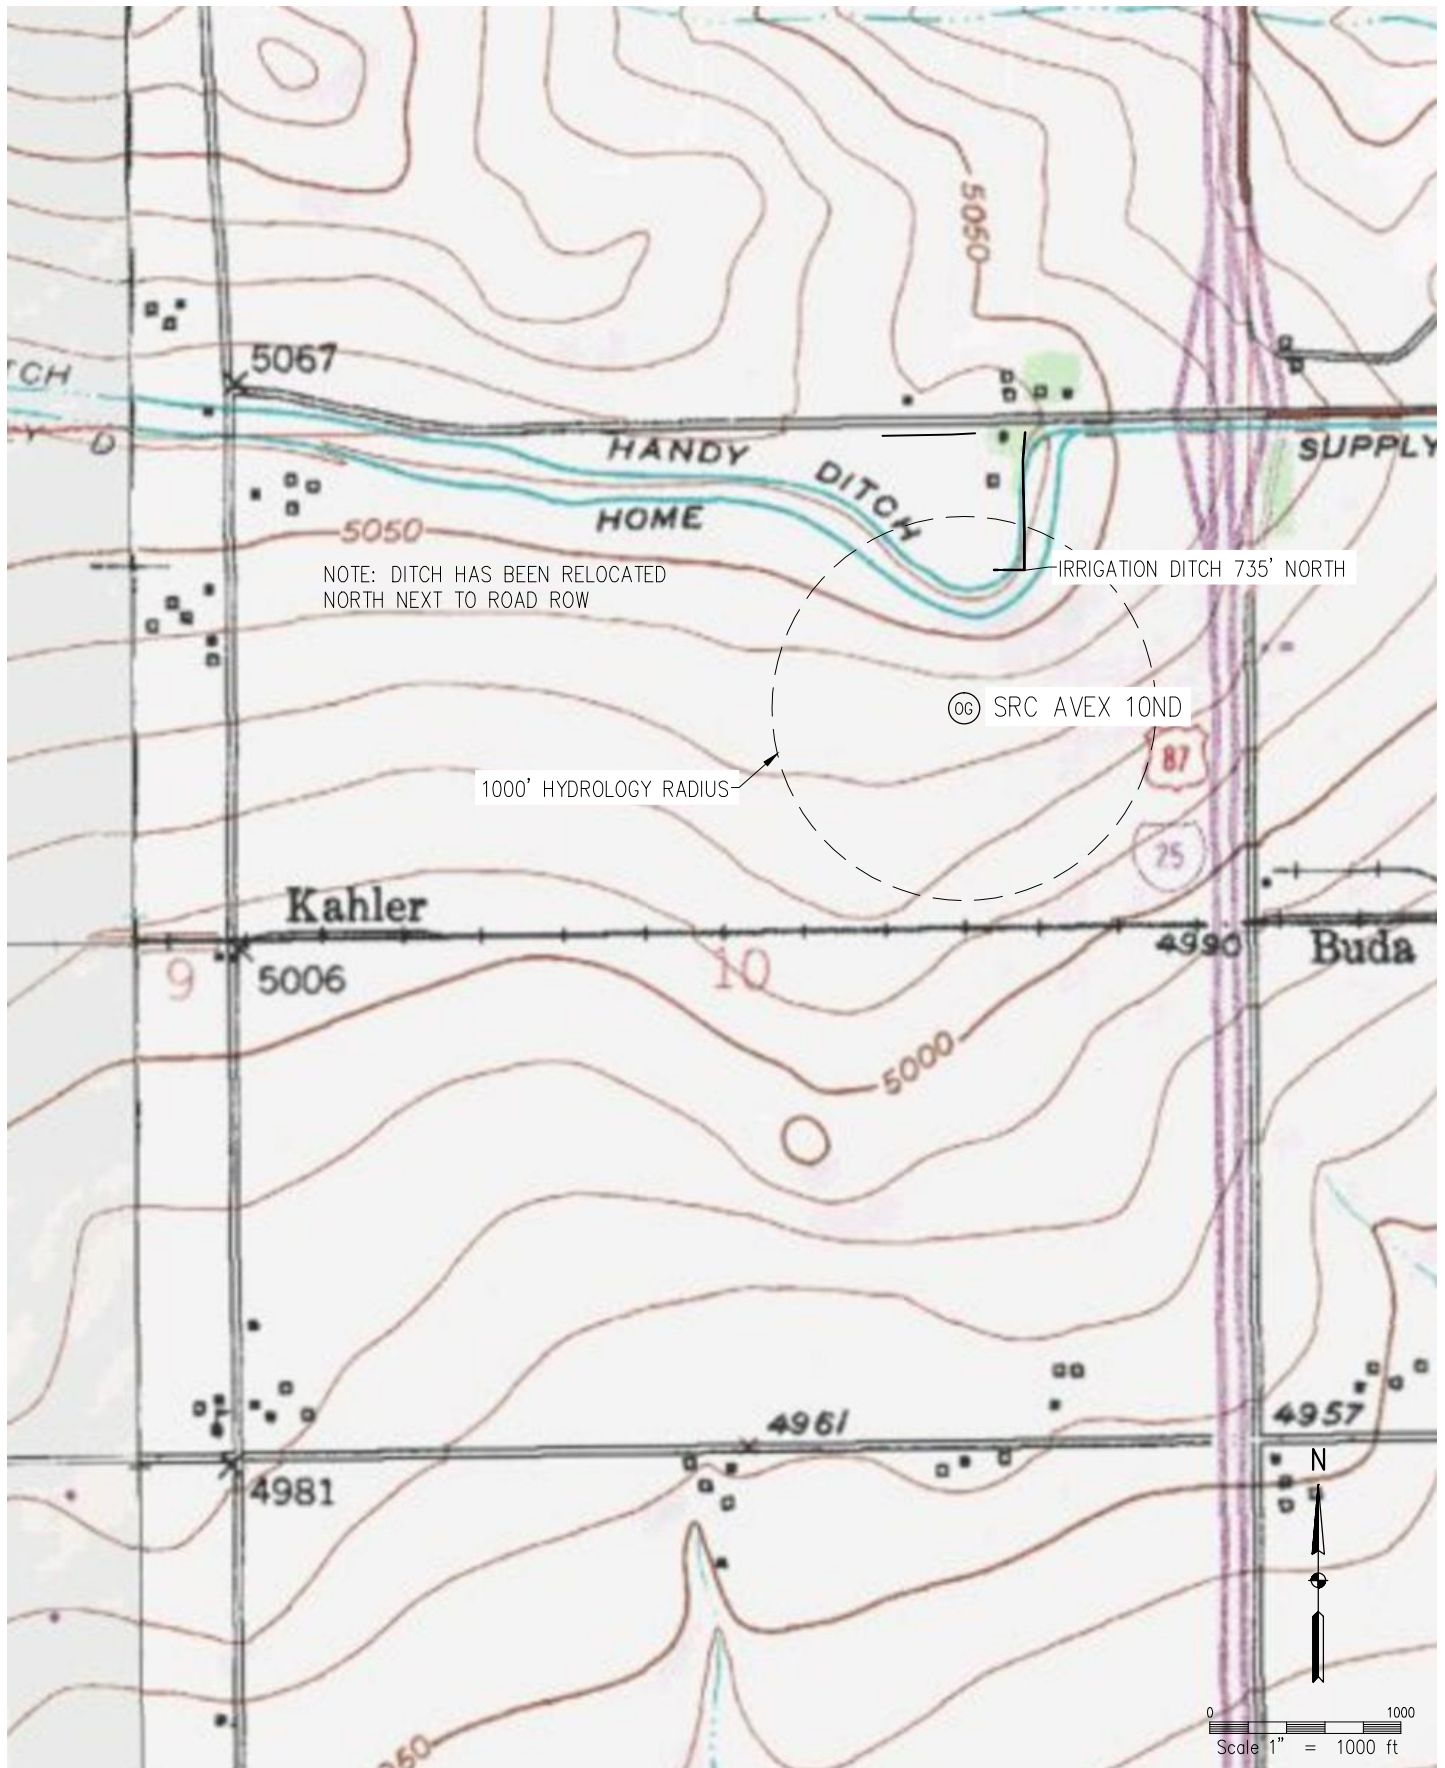 5050
5067
TCH
Y D
HANDY
DITCH
SUPPLY
HOME
5050
NOTE: DITCH HAS BEEN RELOCATED
NORTH NEXT TO ROAD ROW
IRRIGATION DITCH 735' NORTH
OG SRC AVEX 10ND
87
1000' HYDROLOGY RADIUS
25
Kahler
4990
Buda
9
5006
10
5000
4961
4957
N
4981
0 1000
Scale 1" = 1000 ft
050